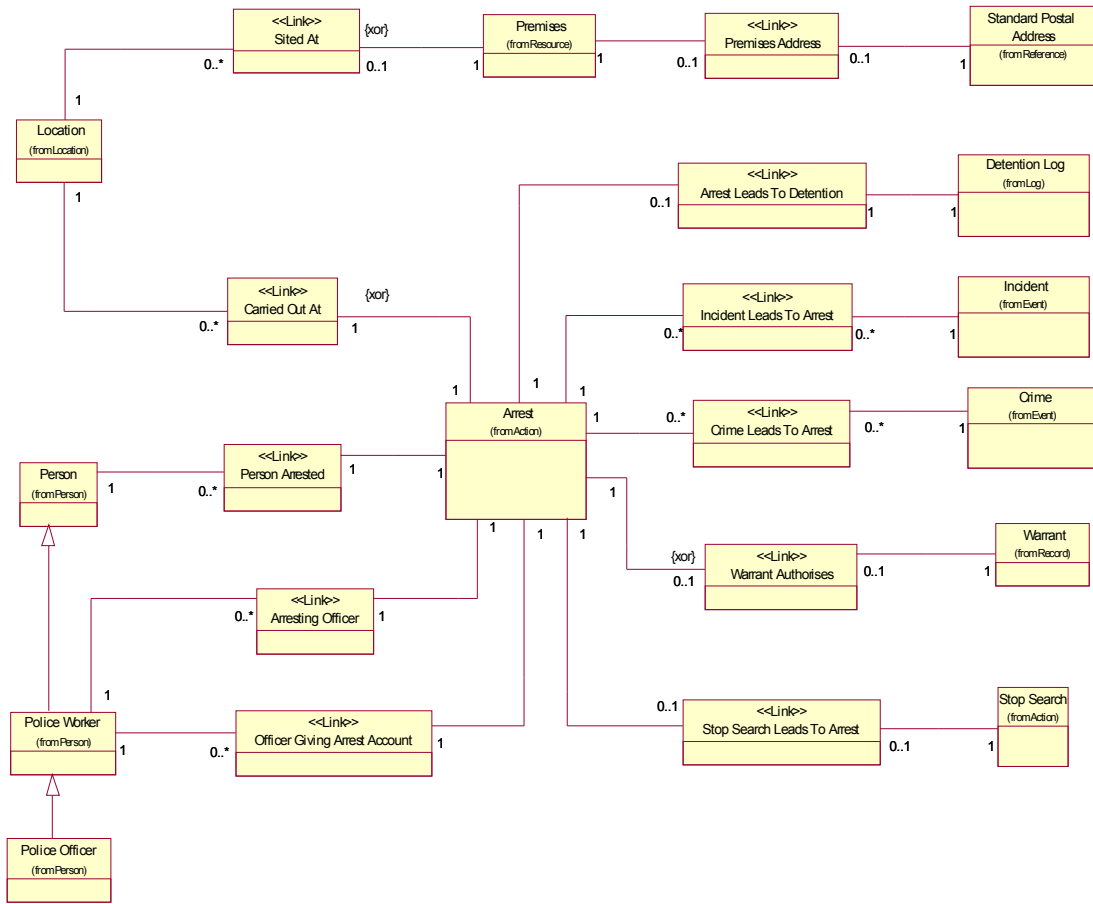 <<Link>>
Sited At
{xor}
0..*
0..1
Premises
(from Resource)
1
1
<<Link>>
Premises Address
0..1
0..1
Standard Postal
Address
(from Reference)
1
1
Location
(from Location)
1
<<Link>>
Arrest Leads To Detention
0..1
1
Detention Log
(from Log)
1
<<Link>>
Carried Out At
{xor}
0..*
1
<<Link>>
Incident Leads To Arrest
0..*
0..*
Incident
(from Event)
1
1
1
1
Arrest
(from Action)
1
1
1
1
1
1
<<Link>>
Crime Leads To Arrest
0..*
0..*
Crime
(from Event)
1
Person
(from Person)
1
<<Link>>
Person Arrested
0..*
1
{xor}
0..1
<<Link>>
Warrant Authorises
0..1
Warrant
(from Record)
1
<<Link>>
Arresting Officer
0..*
1
1
Police Worker
(from Person)
1
<<Link>>
Officer Giving Arrest Account
0..*
1
0..1
<<Link>>
Stop Search Leads To Arrest
0..1
Stop Search
(from Action)
1
Police Officer
(from Person)